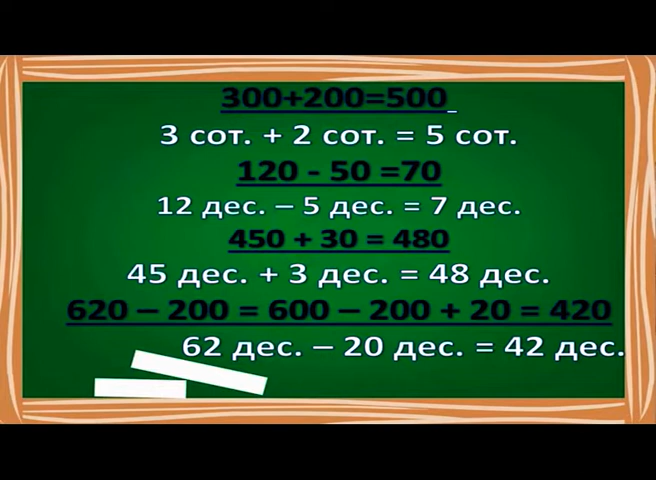 300+200=500
3 сот. + 2 сот. = 5 сот.
120 - 50 =70
12 дес. – 5 дес. = 7 дес.
450 + 30 = 480
45 дес. + 3 дес. = 48 дес.
620 – 200 = 600 – 200 + 20 = 420
62 дес. – 20 дес. = 42 дес.